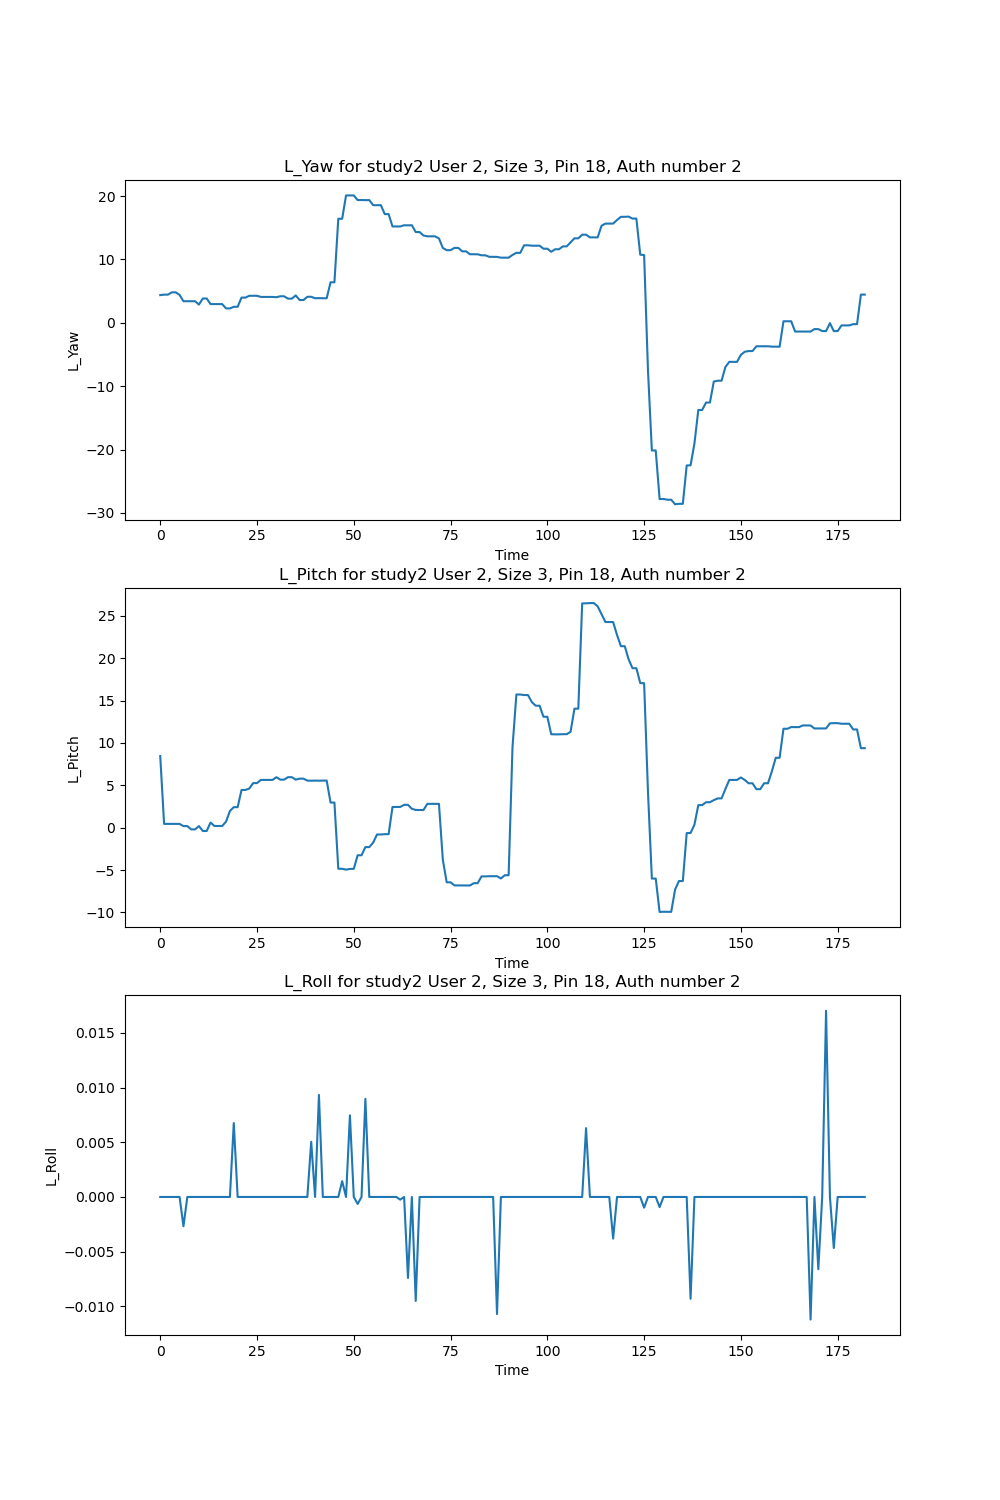 L_Yaw for study2 User 2, Size 3, Pin 18, Auth number 2
20
10
0
−10
−20
−30
L_Yaw
0 25 50 75 100 125 150 175
Time
L_Pitch for study2 User 2, Size 3, Pin 18, Auth number 2
25
20
15
10
5
0
−5
−10
L_Pitch
0 25 50 75 100 125 150 175
Time
L_Roll for study2 User 2, Size 3, Pin 18, Auth number 2
0.015
0.010
0.005
0.000
−0.005
−0.010
L_Roll
0 25 50 75 100 125 150 175
Time